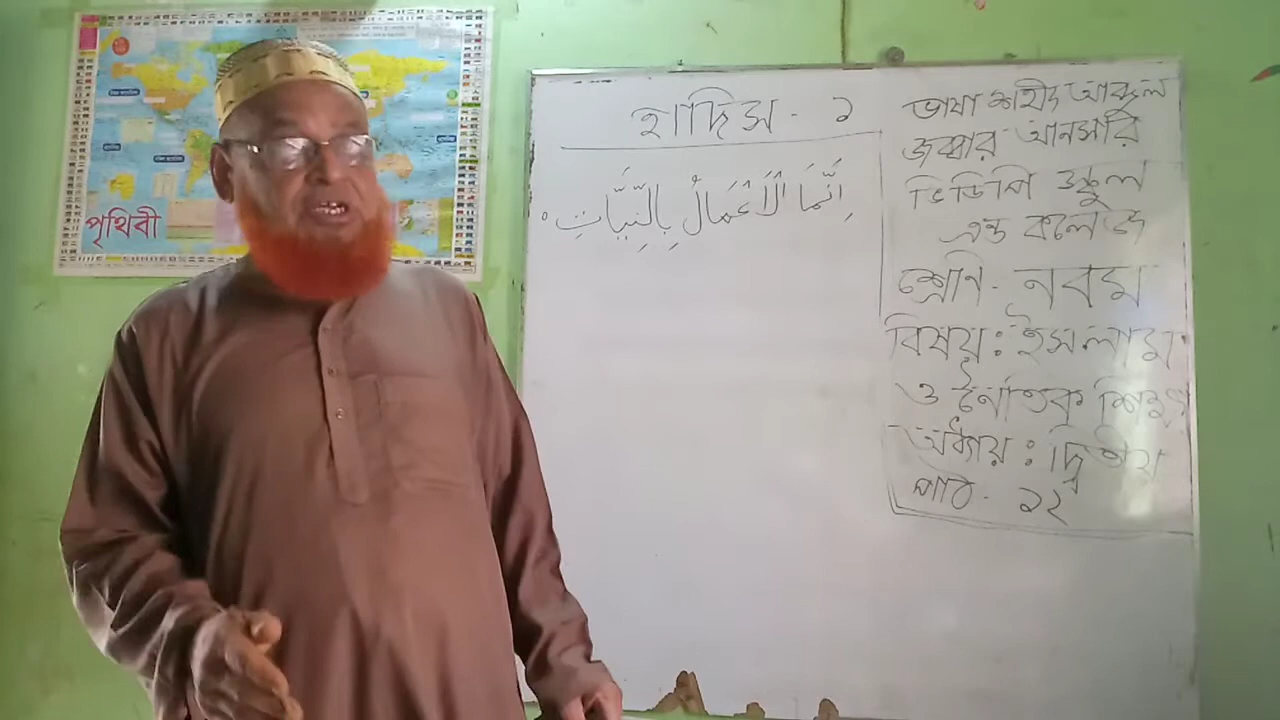 পৃথিবী
হাদিস - ১
اِنَّمَا الْاَعْمَالُ بِالنِّيَّاتِ
ভাষা শহীদ আব্দুল
জব্বার আনসারি
ভিডিপি স্কুল
এন্ড কলেজ
শ্রেণি - নবম
বিষয়: ইসলাম
ও নৈতিক শিক্ষা
অধ্যায়: দ্বিতীয়
পাঠ - ১২